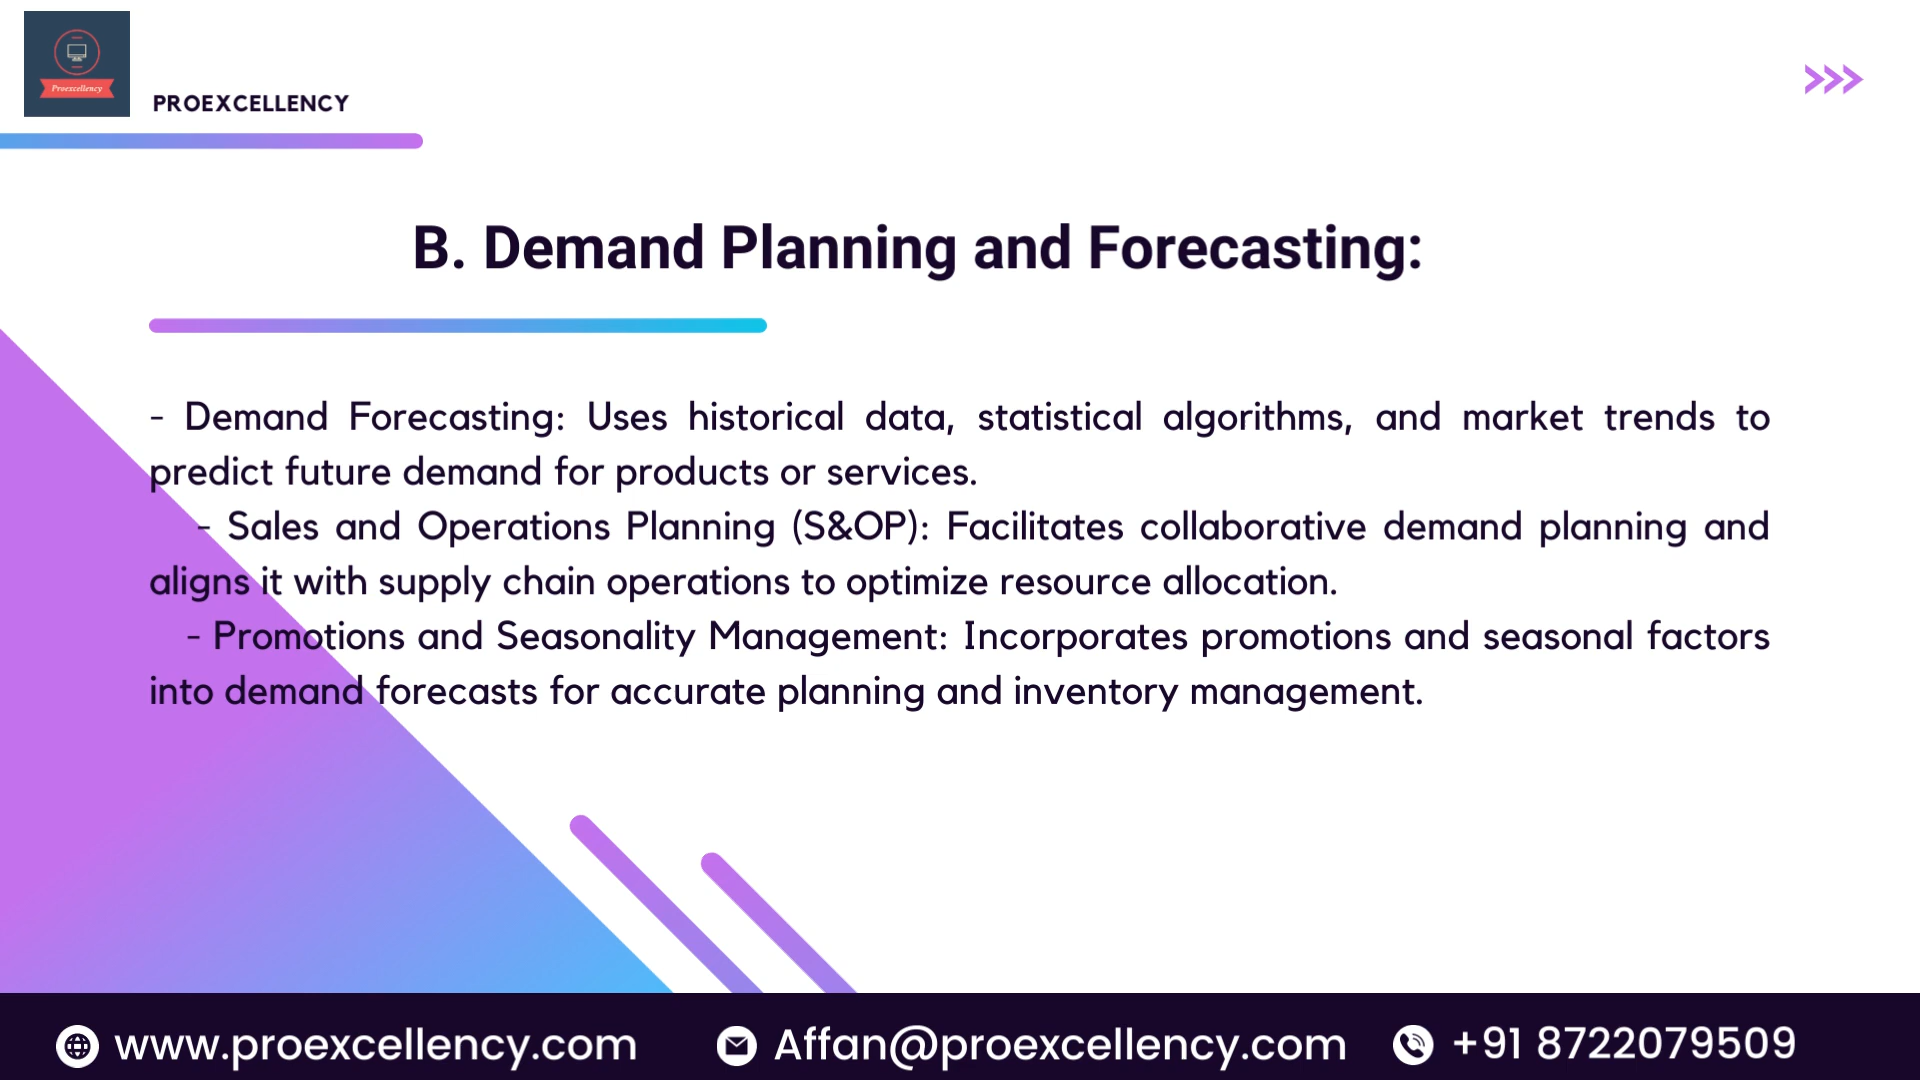 Proexcellency
PROEXCELLENCY
B. Demand Planning and Forecasting:
- Demand Forecasting: Uses historical data, statistical algorithms, and market trends to
predict future demand for products or services.
- Sales and Operations Planning (S&OP): Facilitates collaborative demand planning and
aligns it with supply chain operations to optimize resource allocation.
- Promotions and Seasonality Management: Incorporates promotions and seasonal factors
into demand forecasts for accurate planning and inventory management.
www.proexcellency.com
Affan@proexcellency.com
+91 8722079509